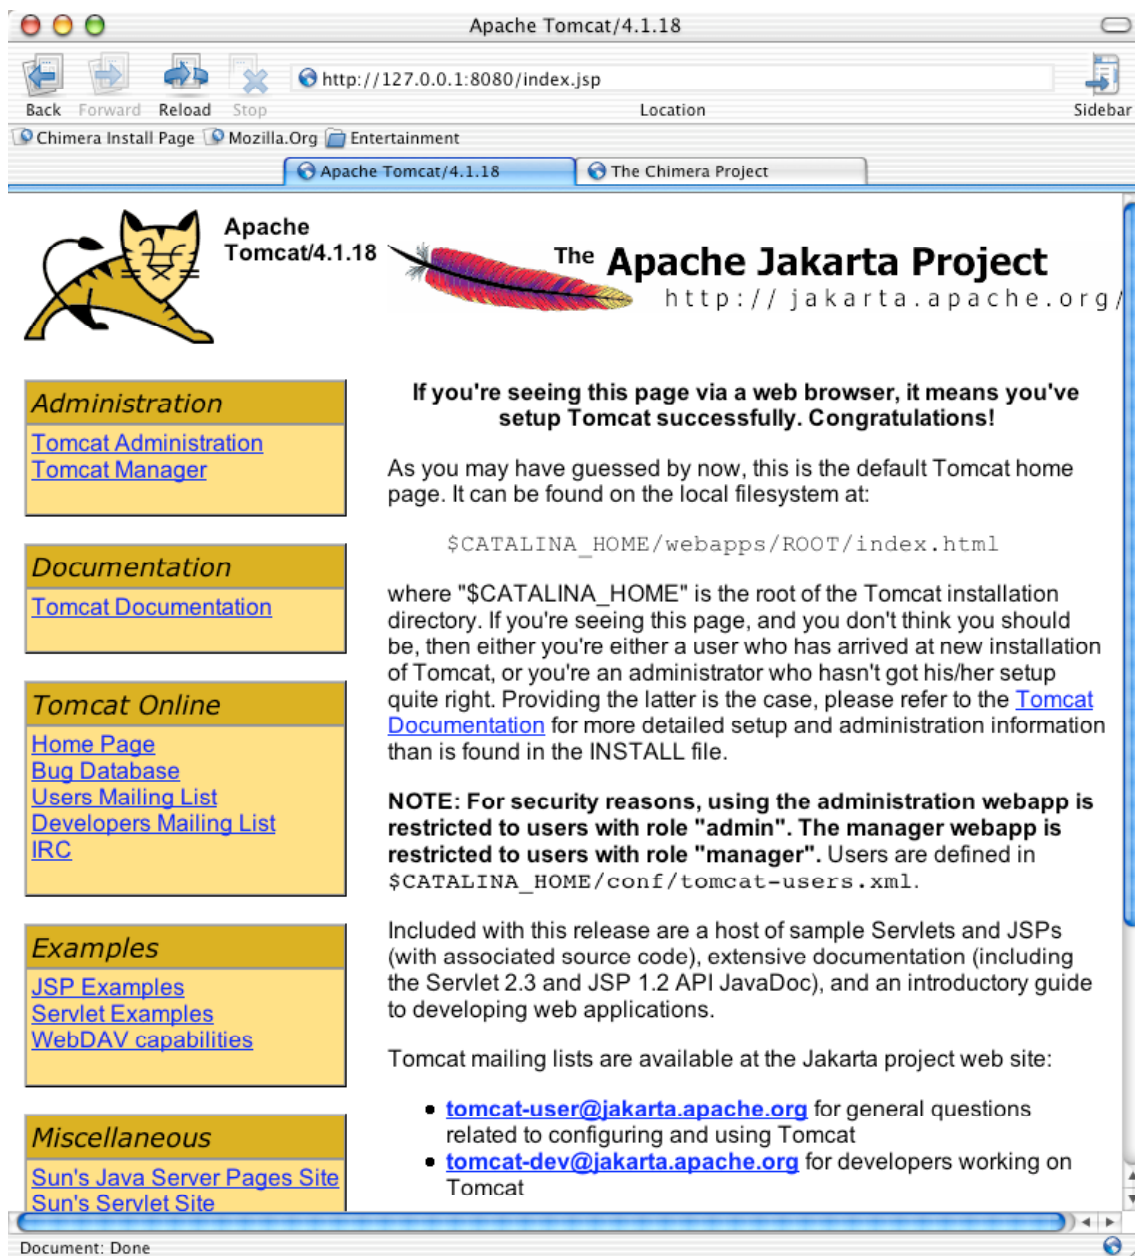 Apache Tomcat/4.1.18
http://127.0.0.1:8080/index.jsp
Back Forward Reload Stop Location Sidebar
Chimera Install Page Mozilla.Org Entertainment
Apache Tomcat/4.1.18 The Chimera Project
Apache
Tomcat/4.1.18
The Apache Jakarta Project
http://jakarta.apache.org/
Administration
Tomcat Administration
Tomcat Manager
Documentation
Tomcat Documentation
Tomcat Online
Home Page
Bug Database
Users Mailing List
Developers Mailing List
IRC
Examples
JSP Examples
Servlet Examples
WebDAV capabilities
Miscellaneous
Sun's Java Server Pages Site
Sun's Servlet Site
If you're seeing this page via a web browser, it means you've
setup Tomcat successfully. Congratulations!
As you may have guessed by now, this is the default Tomcat home
page. It can be found on the local filesystem at:
$CATALINA_HOME/webapps/ROOT/index.html
where "$CATALINA_HOME" is the root of the Tomcat installation
directory. If you're seeing this page, and you don't think you should
be, then either you're either a user who has arrived at new installation
of Tomcat, or you're an administrator who hasn't got his/her setup
quite right. Providing the latter is the case, please refer to the Tomcat
Documentation for more detailed setup and administration information
than is found in the INSTALL file.
NOTE: For security reasons, using the administration webapp is
restricted to users with role "admin". The manager webapp is
restricted to users with role "manager". Users are defined in
$CATALINA_HOME/conf/tomcat-users.xml.
Included with this release are a host of sample Servlets and JSPs
(with associated source code), extensive documentation (including
the Servlet 2.3 and JSP 1.2 API JavaDoc), and an introductory guide
to developing web applications.
Tomcat mailing lists are available at the Jakarta project web site:
• tomcat-user@jakarta.apache.org for general questions
related to configuring and using Tomcat
• tomcat-dev@jakarta.apache.org for developers working on
Tomcat
Document: Done